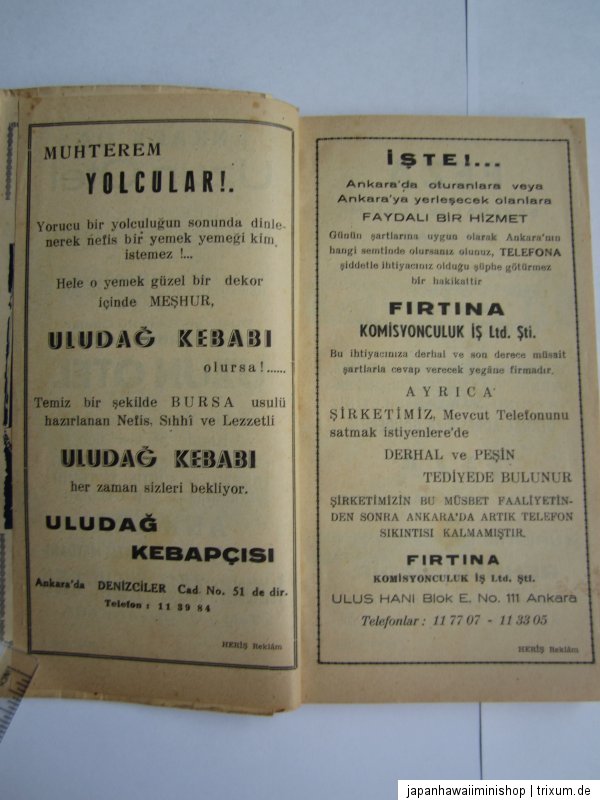 MUHTEREM
YOLCULAR!.
Yorucu bir yolculuğun sonunda dinle-
nerek nefis bir yemek yemeği kim
istemez !...
Hele o yemek güzel bir dekor
içinde MEŞHUR,
ULUDAĞ KEBABI
olursa!......
Temiz bir şekilde BURSA usulü
hazırlanan Nefis, Sıhhî ve Lezzetli
ULUDAĞ KEBABI
her zaman sizleri bekliyor.
ULUDAĞ
KEBAPÇISI
Ankara'da DENİZCİLER Cad. No. 51 de dir.
Telefon : 11 39 84
HERİŞ Reklâm
İŞTE!...
Ankara'da oturanlara veya
Ankara'ya yerleşecek olanlara
FAYDALI BİR HİZMET
Günün şartlarına uygun olarak Ankara'nın
hangi semtinde olursanız olunuz, TELEFONA
şiddetle ihtiyacınız olduğu şüphe götürmez
bir hakikattir
FIRTINA
KOMİSYONCULUK İŞ Ltd. Şti.
Bu ihtiyacınıza derhal ve son derece müsait
şartlarla cevap verecek yegâne firmadır.
AYRICA
ŞİRKETİMİZ, Mevcut Telefonunu
satmak istiyenlere'de
DERHAL ve PEŞİN
TEDİYEDE BULUNUR
ŞİRKETİMİZİN BU MÜSBET FAALİYETİN-
DEN SONRA ANKARA'DA ARTIK TELEFON
SIKINTISI KALMAMIŞTIR.
FIRTINA
KOMİSYONCULUK İŞ Ltd. Şti.
ULUS HANI Blok E. No. 111 Ankara
Telefonlar : 11 77 07 - 11 33 05
HERİŞ Reklâm
japanhawaiiminishop | trixum.de